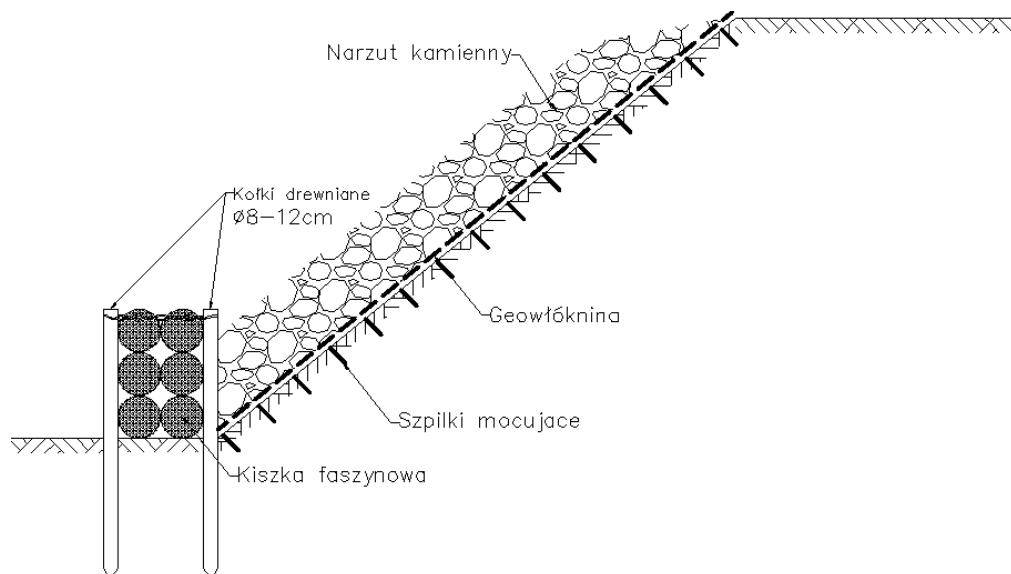 Narzut kamienny
Kołki drewniane
Ø8-12cm
Geowłóknina
Szpilki mocujace
Kiszka faszynowa